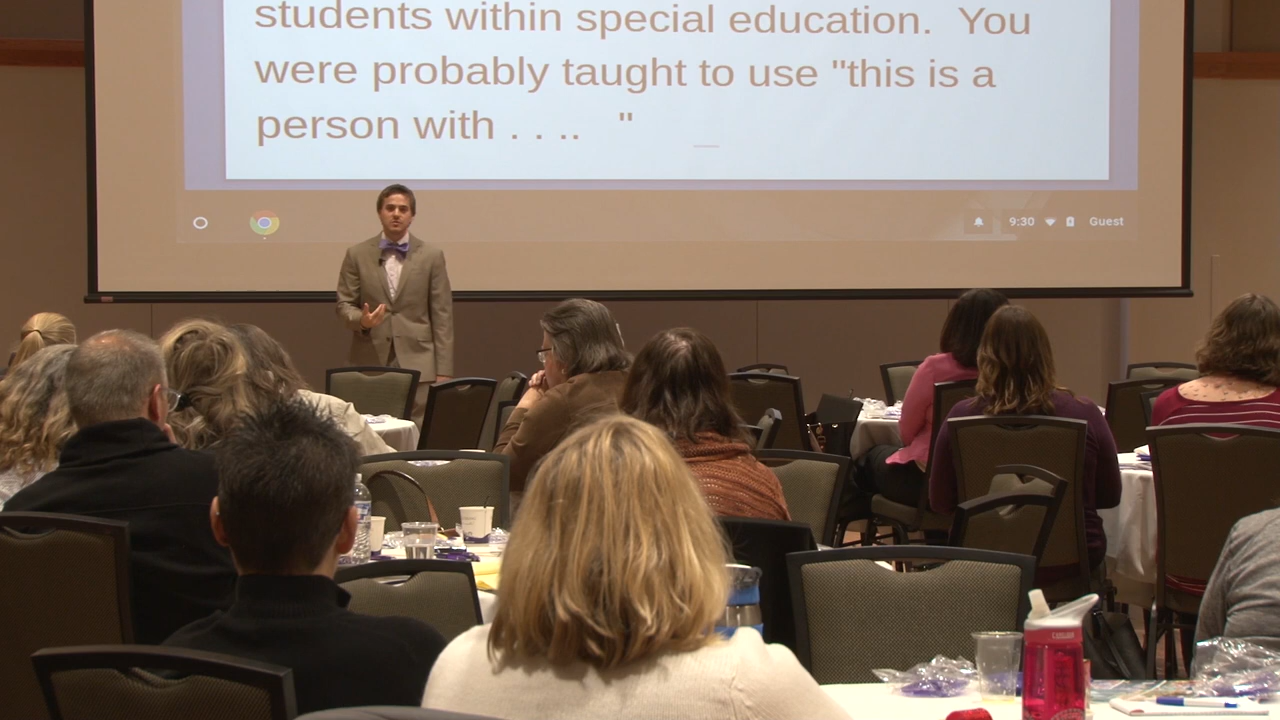 students within special education. You
were probably taught to use "this is a
person with . . .. "
9:30
Guest
CAMELBAK